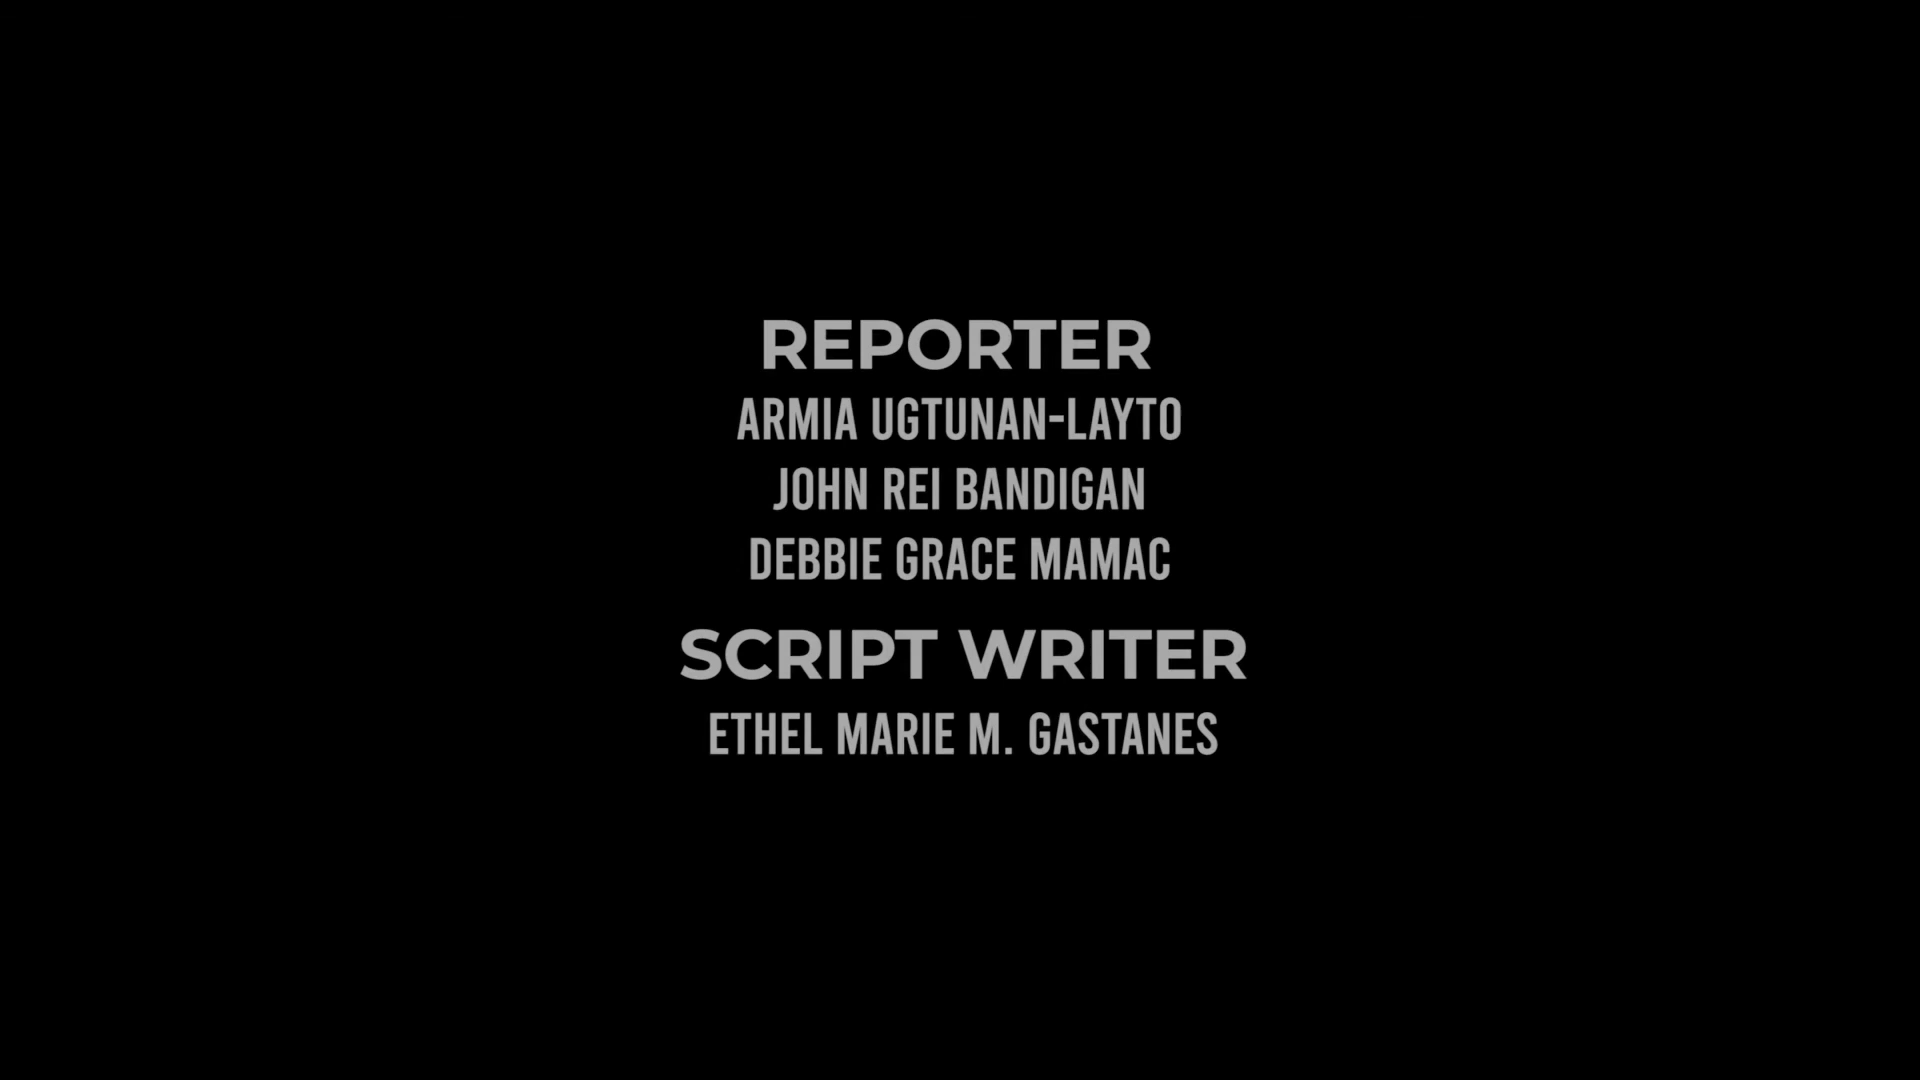 REPORTER
ARMIA UGTUNAN-LAYTO
JOHN REI BANDIGAN
DEBBIE GRACE MAMAC
SCRIPT WRITER
ETHEL MARIE M. GASTANES